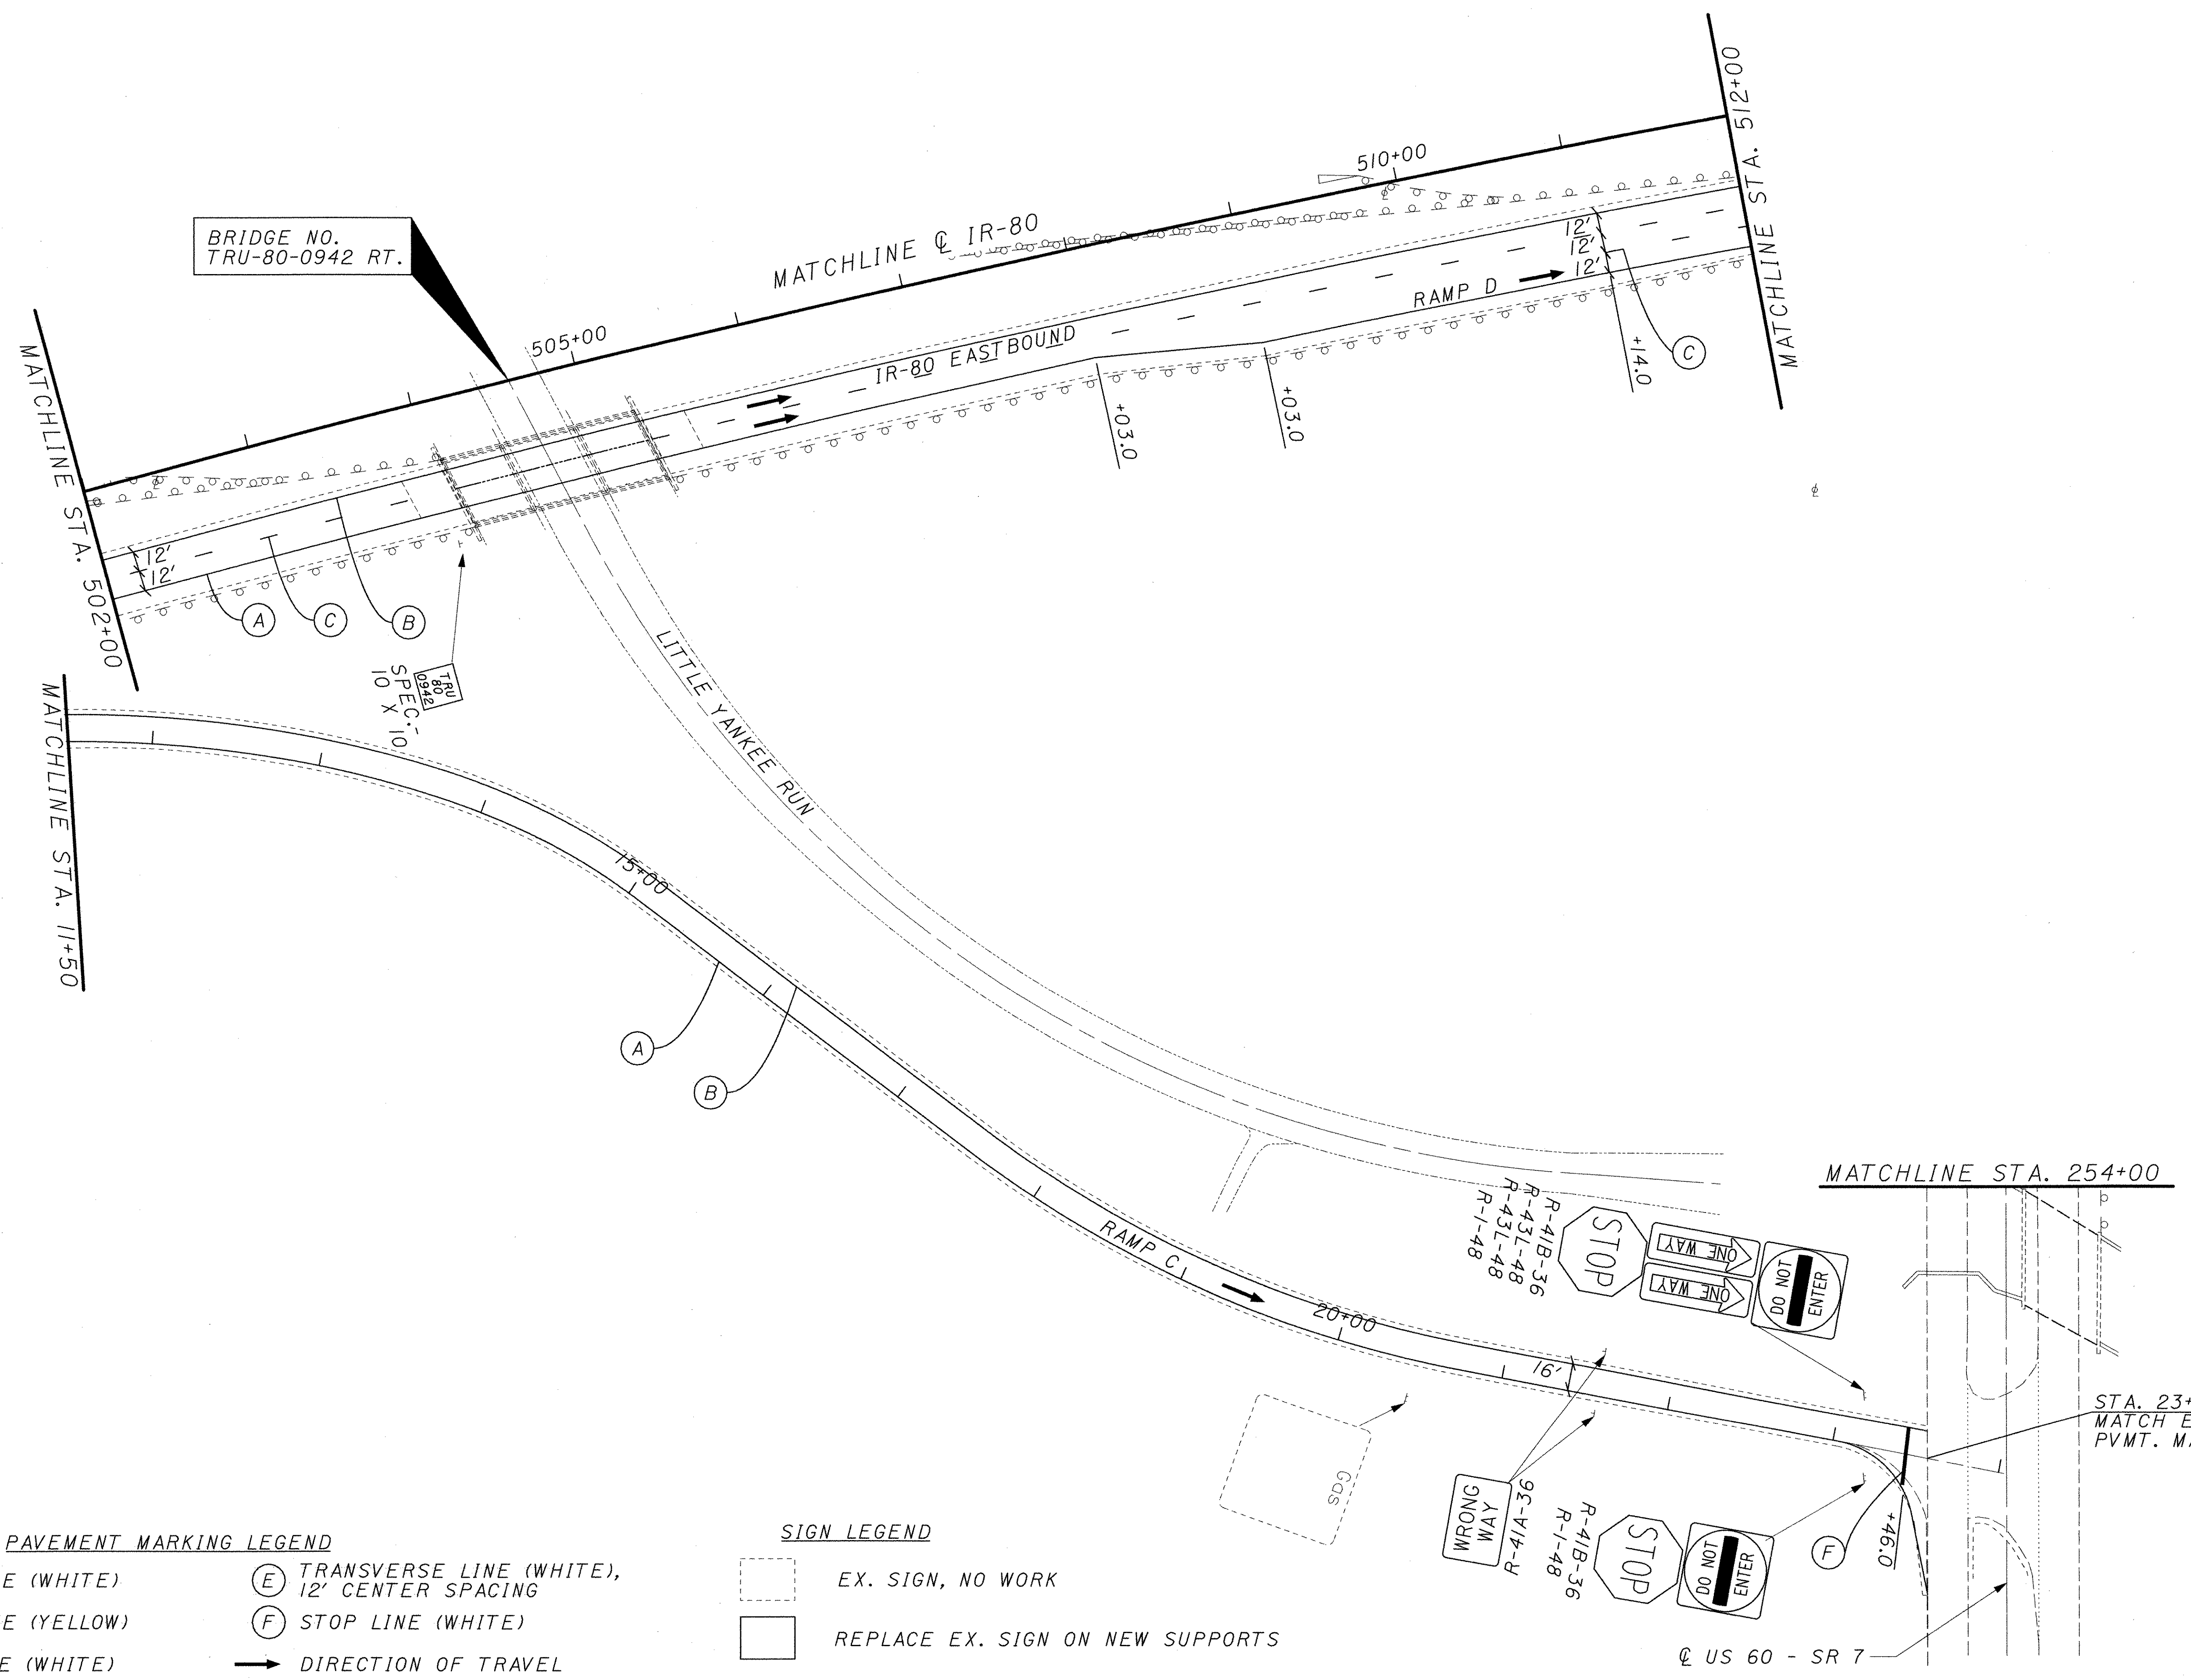 MATCHLINE STA. 512+00
510+00
MATCHLINE ℄ IR-80
BRIDGE NO.
TRU-80-0942 RT.
505+00
12'
12'
12'
RAMP D
IR-80 EASTBOUND
+14.0
C
+03.0
+03.0
MATCHLINE STA. 502+00
12'
12'
A
C
B
TRU
80
0942
SPEC.-
10 X 10
LITTLE YANKEE RUN
MATCHLINE STA. 11+50
15+00
A
B
RAMP C
20+00
16'
MATCHLINE STA. 254+00
R-41B-36
R-43L-48
R-43L-48
R-1-48
STOP
ONE WAY
ONE WAY
DO NOT
ENTER
STA. 23+
MATCH E
PVMT. MA
Gas
WRONG
WAY
R-41A-36
R-41B-36
R-1-48
STOP
DO NOT
ENTER
F
+46.0
℄ US 60 - SR 7
PAVEMENT MARKING LEGEND
E (WHITE)
E (YELLOW)
E (WHITE)
E TRANSVERSE LINE (WHITE),
12' CENTER SPACING
F STOP LINE (WHITE)
DIRECTION OF TRAVEL
SIGN LEGEND
EX. SIGN, NO WORK
REPLACE EX. SIGN ON NEW SUPPORTS